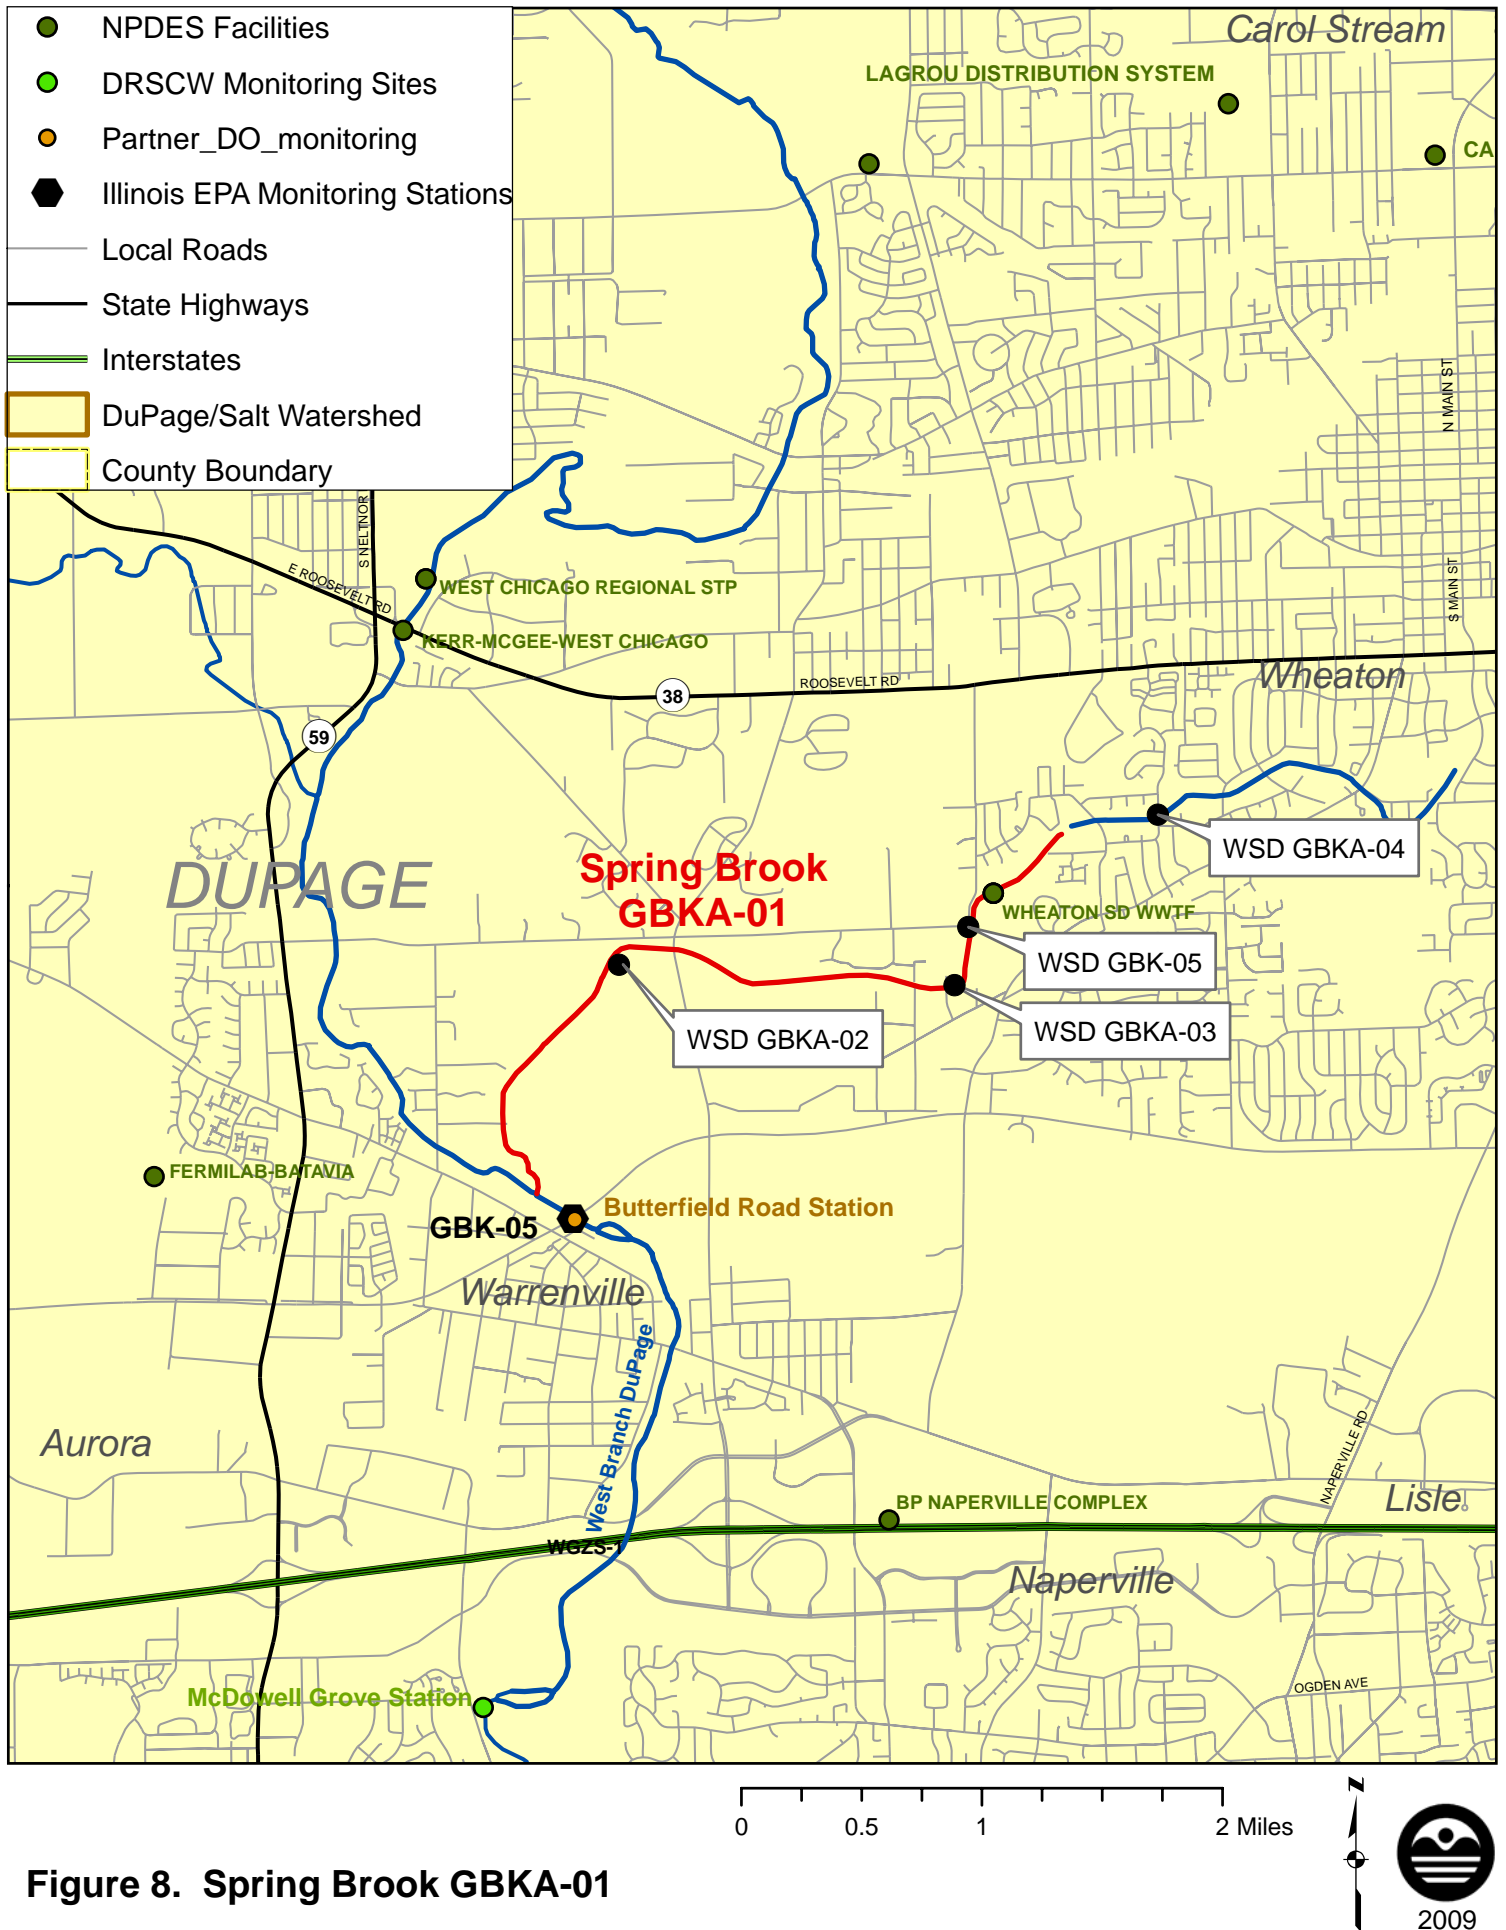 NPDES Facilities
DRSCW Monitoring Sites
Partner_DO_monitoring
Illinois EPA Monitoring Stations
Local Roads
State Highways
Interstates
DuPage/Salt Watershed
County Boundary
Carol Stream
LAGROU DISTRIBUTION SYSTEM
CA
N MAIN ST
S NELTNOR
E ROOSEVELT RD
WEST CHICAGO REGIONAL STP
S MAIN ST
KERR-MCGEE-WEST CHICAGO
ROOSEVELT RD
38
Wheaton
59
WSD GBKA-04
DUPAGE
Spring Brook
GBKA-01
WHEATON SD WWTF
WSD GBK-05
WSD GBKA-03
WSD GBKA-02
FERMILAB-BATAVIA
Butterfield Road Station
GBK-05
Warrenville
West Branch DuPage
Aurora
NAPERVILLE RD
BP NAPERVILLE COMPLEX
Lisle
WGZS-1
Naperville
OGDEN AVE
McDowell Grove Station
0
0.5
1
2 Miles
z
Figure 8. Spring Brook GBKA-01
2009